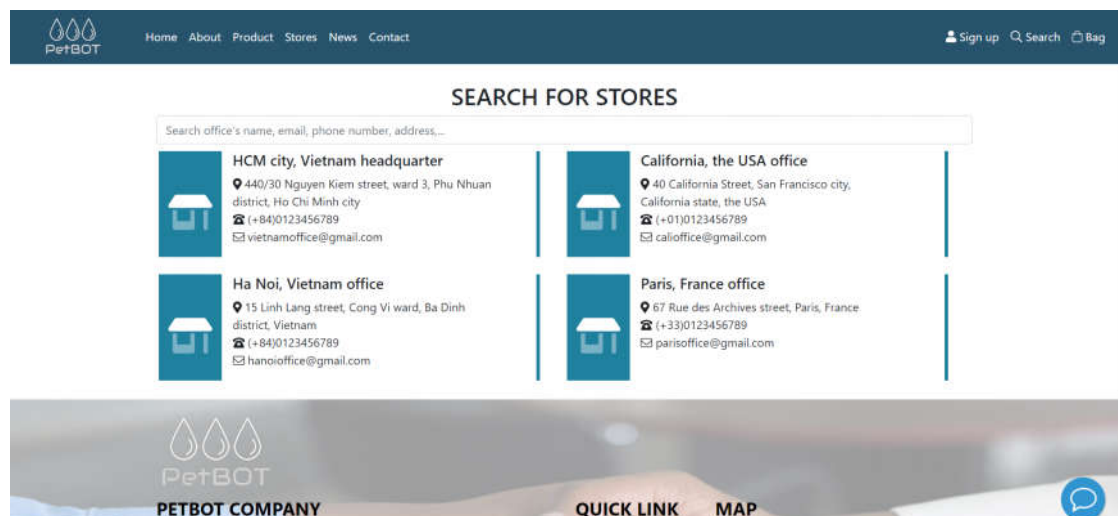 PetBOT
Home About Product Stores News Contact
Sign up Search Bag
SEARCH FOR STORES
Search office's name, email, phone number, address,...
HCM city, Vietnam headquarter
440/30 Nguyen Kiem street, ward 3, Phu Nhuan
district, Ho Chi Minh city
(+84)0123456789
vietnamoffice@gmail.com
California, the USA office
40 California Street, San Francisco city,
California state, the USA
(+01)0123456789
calioffice@gmail.com
Ha Noi, Vietnam office
15 Linh Lang street, Cong Vi ward, Ba Dinh
district, Vietnam
(+84)0123456789
hanoioffice@gmail.com
Paris, France office
67 Rue des Archives street, Paris, France
(+33)0123456789
parisoffice@gmail.com
PetBOT
PETBOT COMPANY
QUICK LINK
MAP